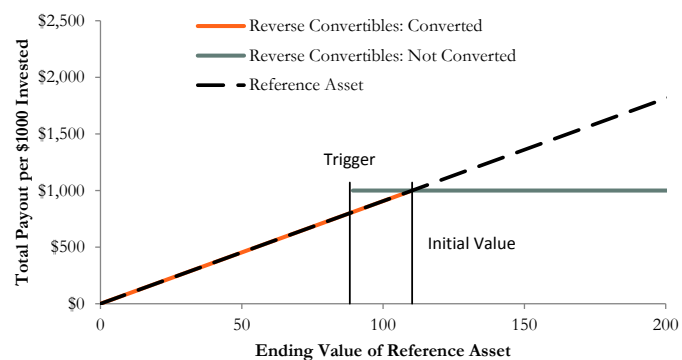 Total Payout per $1000 Invested
$2,500
$2,000
$1,500
$1,000
$500
$0
Reverse Convertibles: Converted
Reverse Convertibles: Not Converted
Reference Asset
Trigger
Initial Value
0
50
100
150
200
Ending Value of Reference Asset